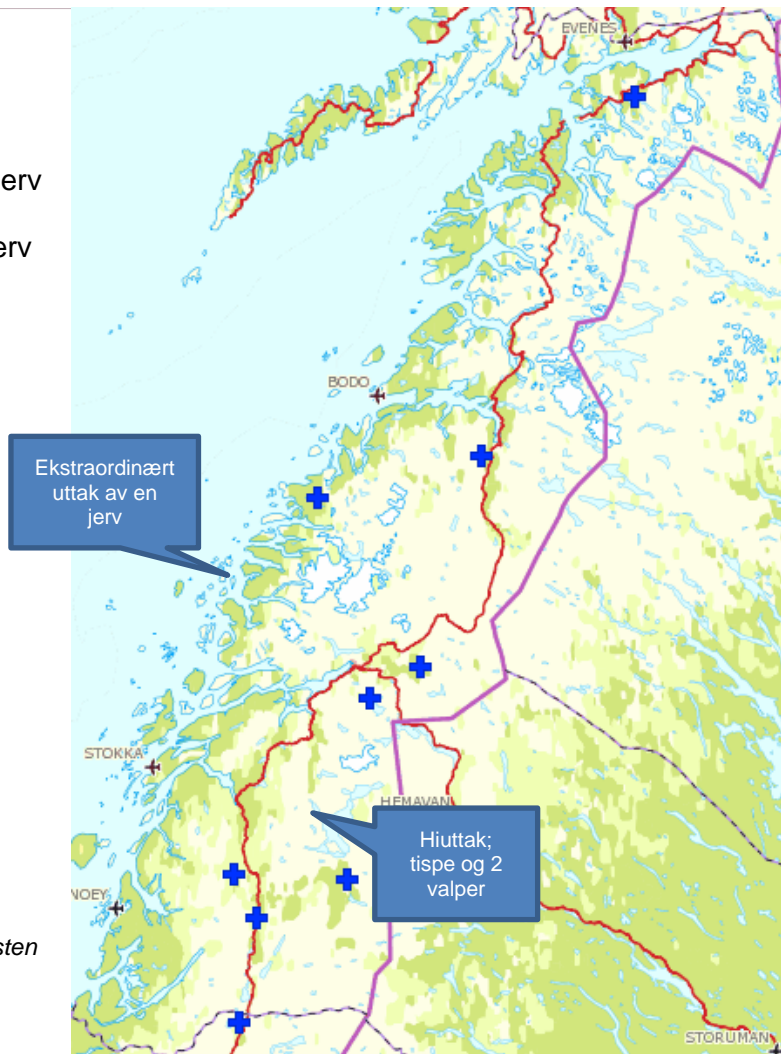 EVENES
erv
erv
BODO
Ekstraordinært
uttak av en
jerv
STOKKA
HEMAVAN
Hiuttak;
tispe og 2
valper
NOEY
sten
STORUMAN